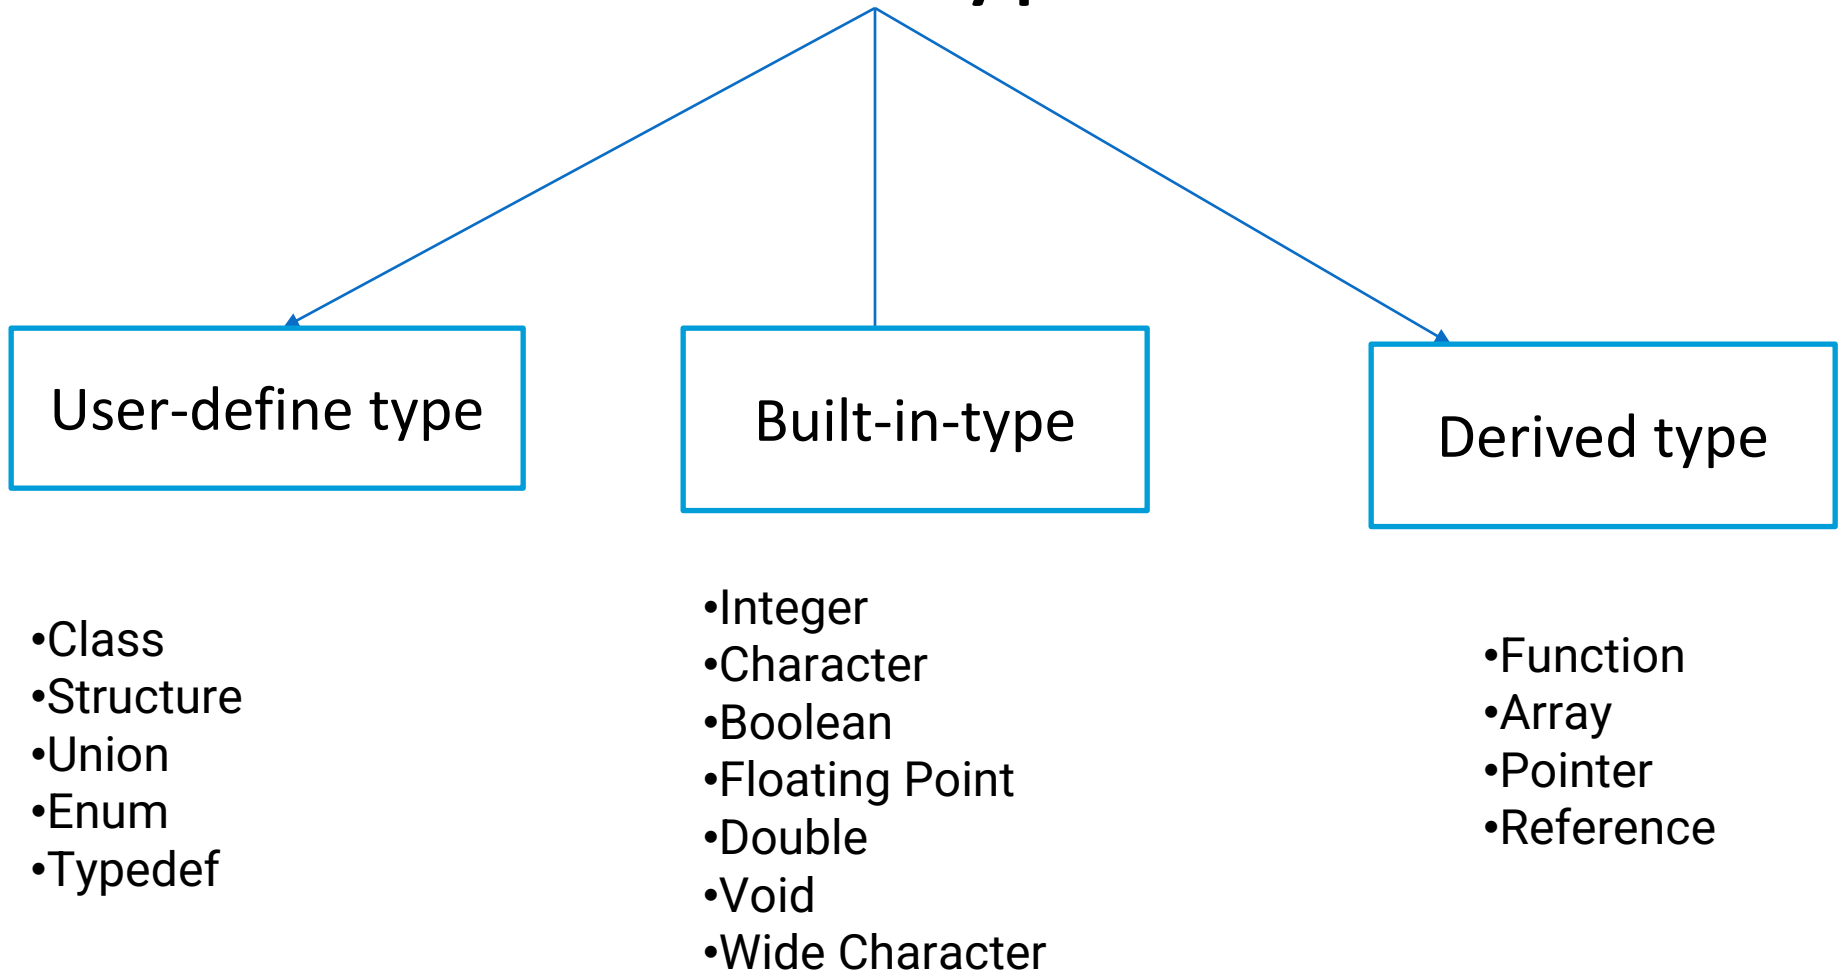 User-define type
Built-in-type
Derived type
•Class
•Structure
•Union
•Enum
•Typedef
•Integer
•Character
•Boolean
•Floating Point
•Double
•Void
•Wide Character
•Function
•Array
•Pointer
•Reference